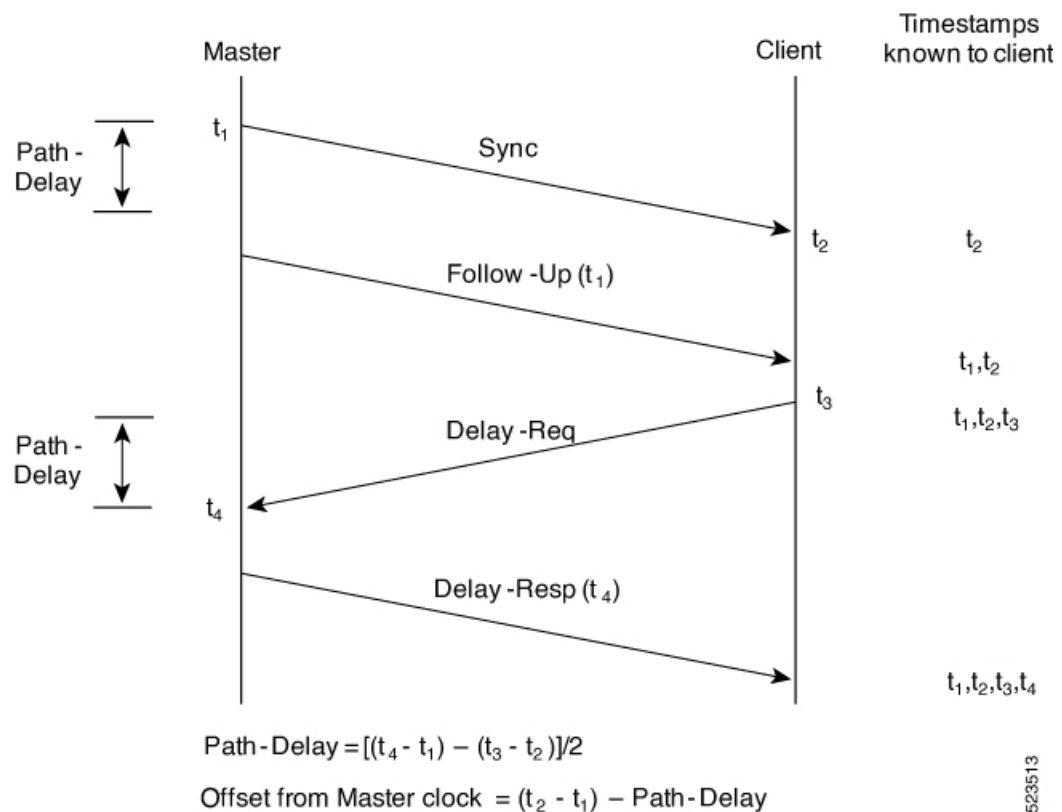 Timestamps
known to client
Master
Client
Path -
Delay
t₁
Sync
t₂
t₂
Follow -Up (t₁)
t₁,t₂
t₃
t₁,t₂,t₃
Path -
Delay
Delay -Req
t₄
Delay -Resp (t₄)
t₁,t₂,t₃,t₄
Path - Delay = [(t₄ - t₁) – (t₃ - t₂)]/2
Offset from Master clock = (t₂ - t₁) – Path - Delay
523513